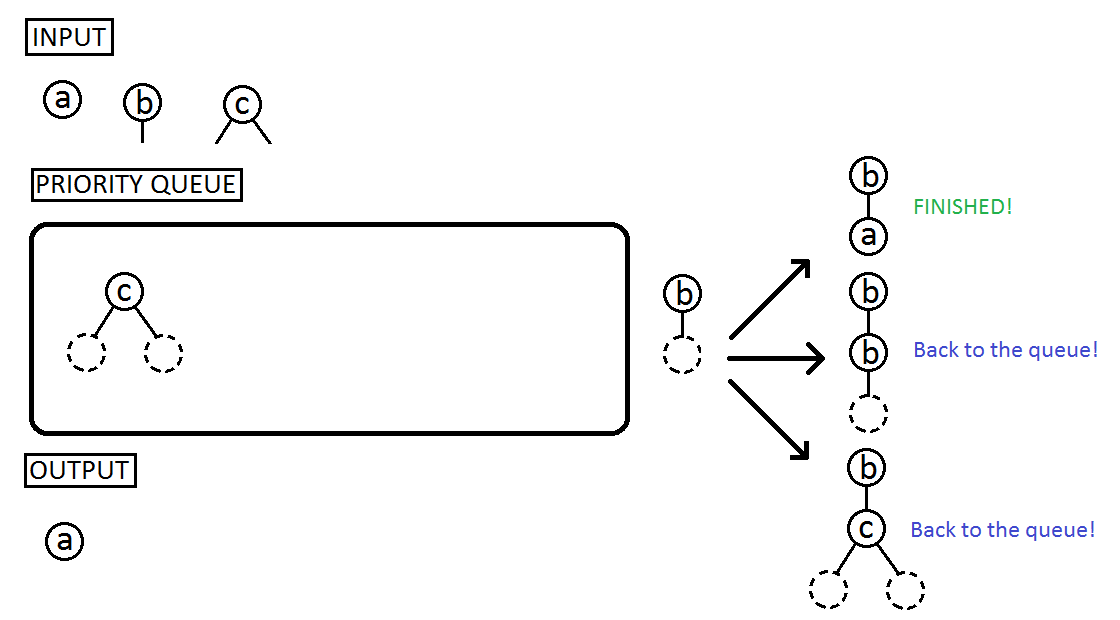 INPUT
a b c
PRIORITY QUEUE
c
b
b
a
FINISHED!
b
b
Back to the queue!
b
c
Back to the queue!
OUTPUT
a